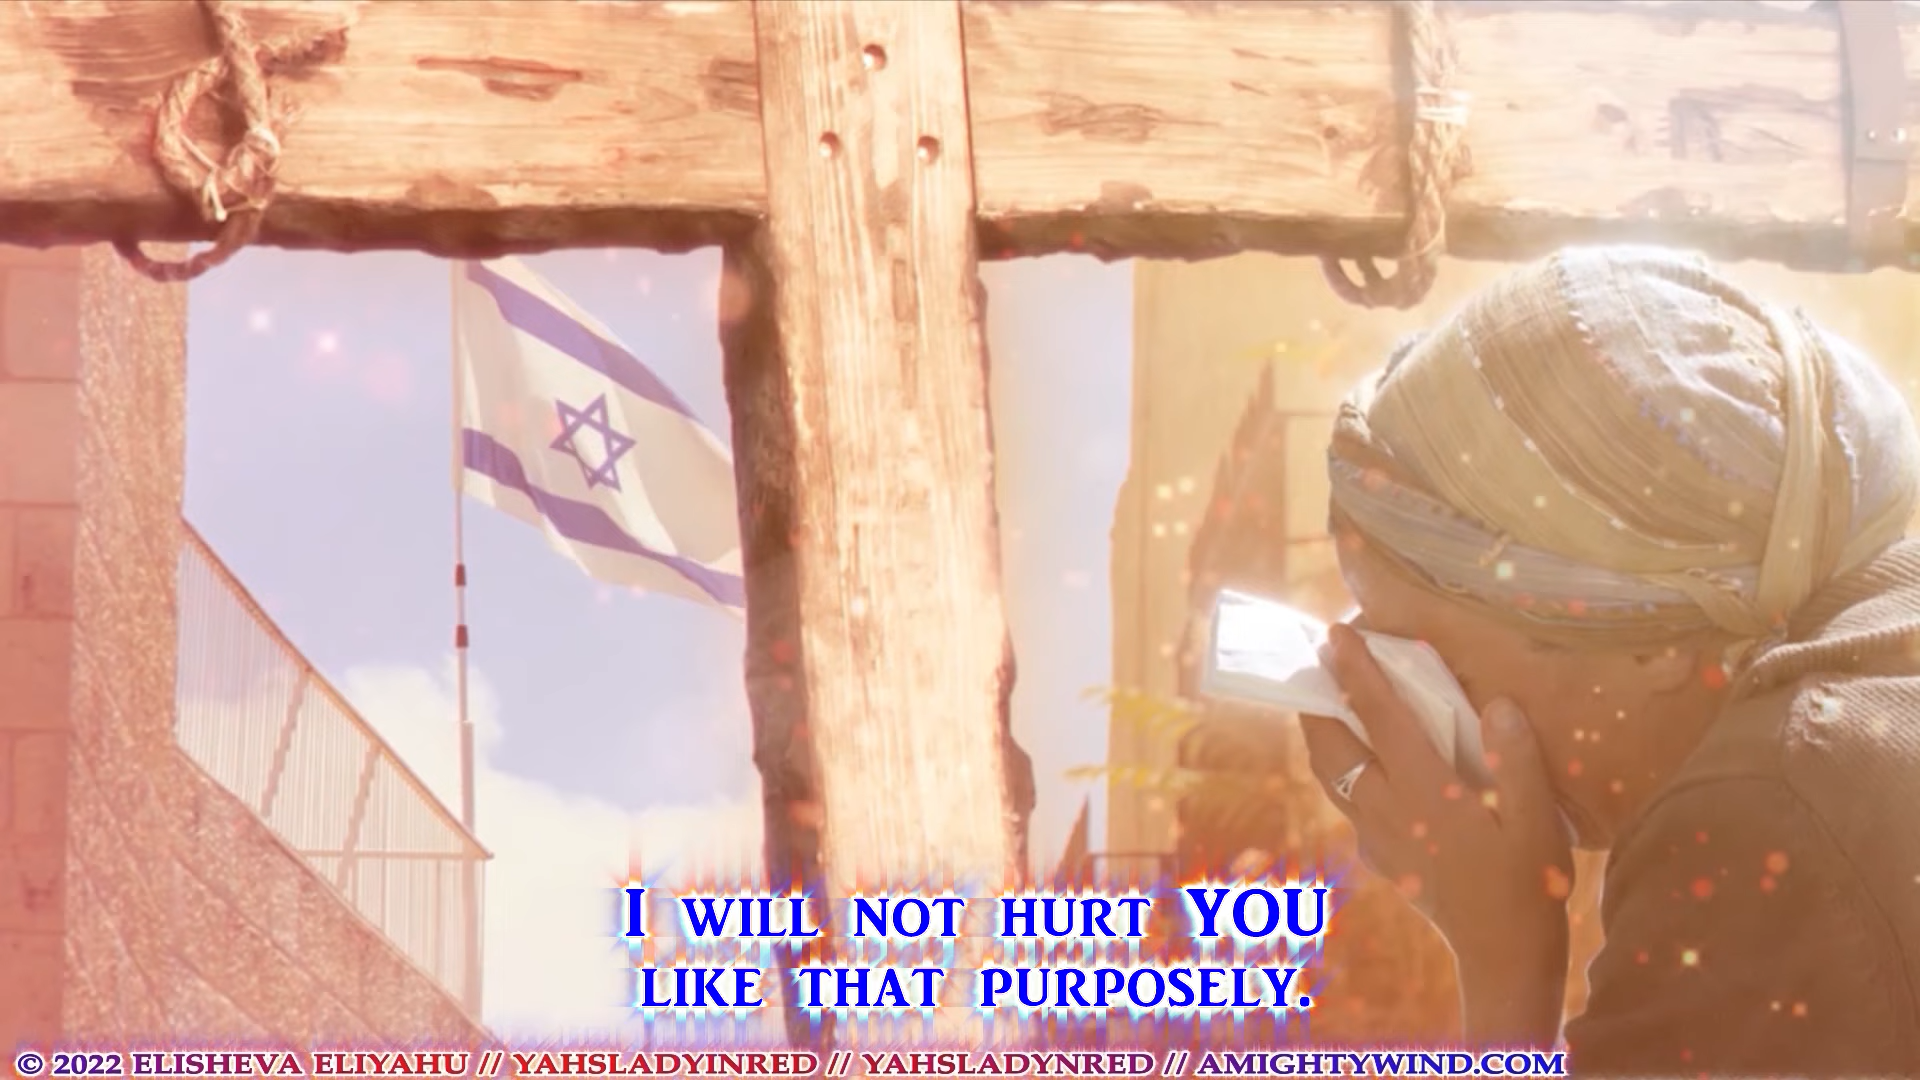 I WILL NOT HURT YOU
LIKE THAT PURPOSELY.
© 2022 ELISHEVA ELIYAHU // YAHSLADYINRED // YAHSLADYNRED // AMIGHTYWIND.COM